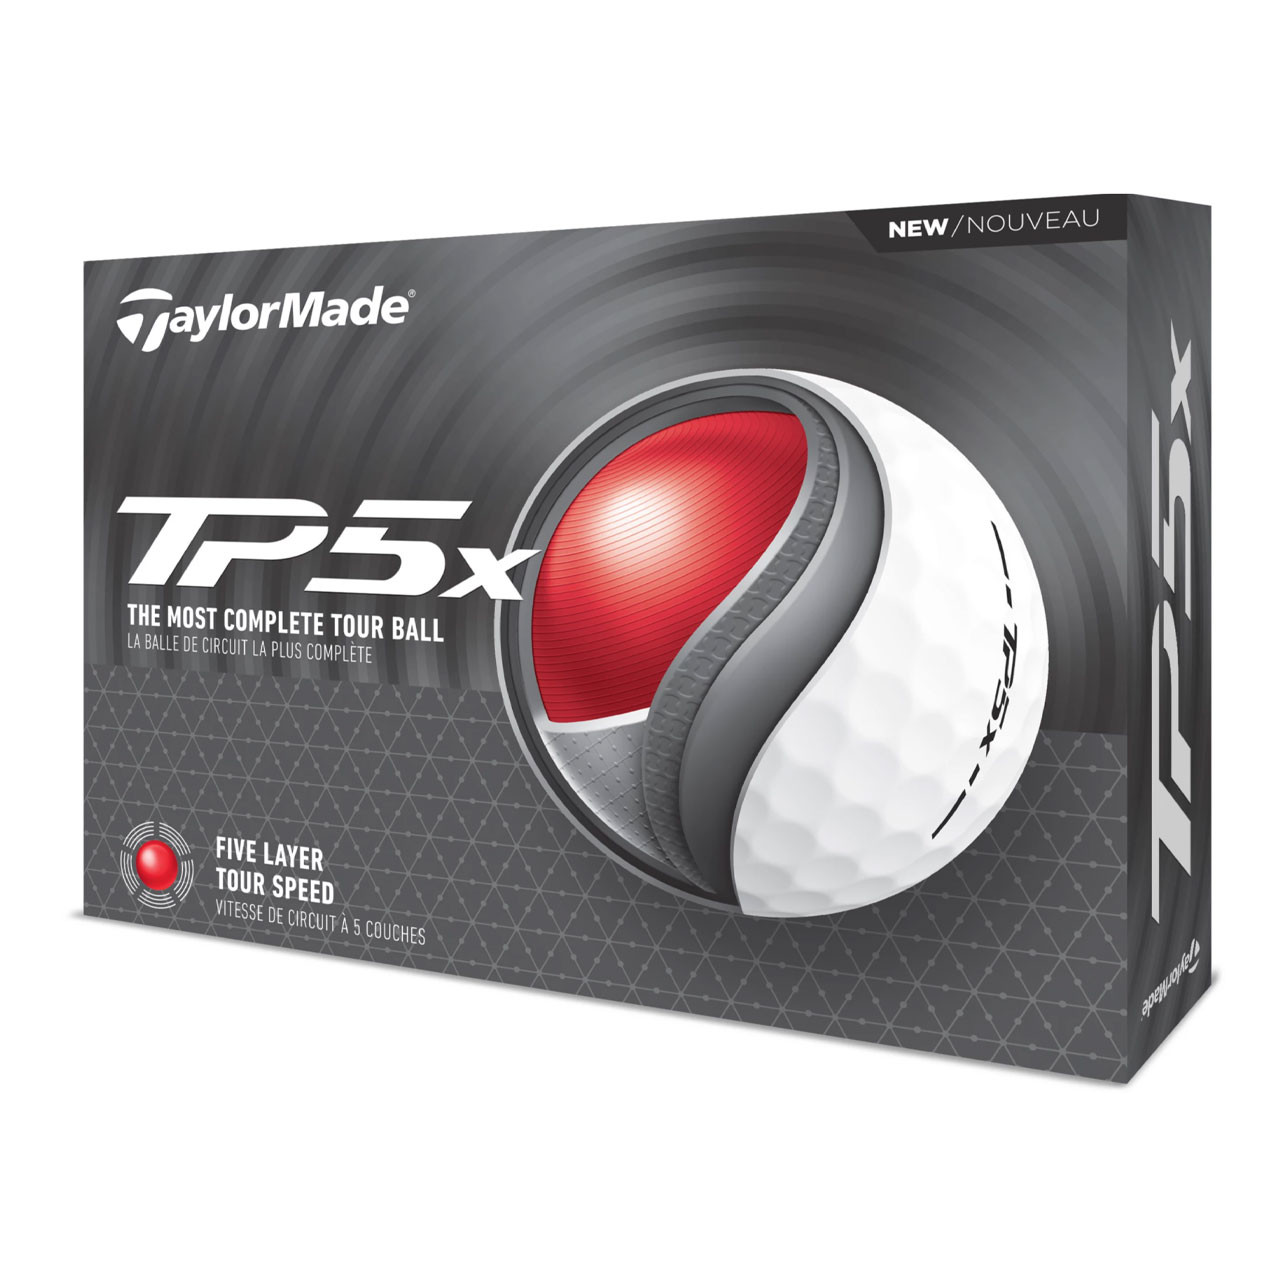 NEW/NOUVEAU
TaylorMade®
TP5x
THE MOST COMPLETE TOUR BALL
LA BALLE DE CIRCUIT LA PLUS COMPLÈTE
TP5x
FIVE LAYER
TOUR SPEED
VITESSE DE CIRCUIT À 5 COUCHES
TP5x
TaylorMade®